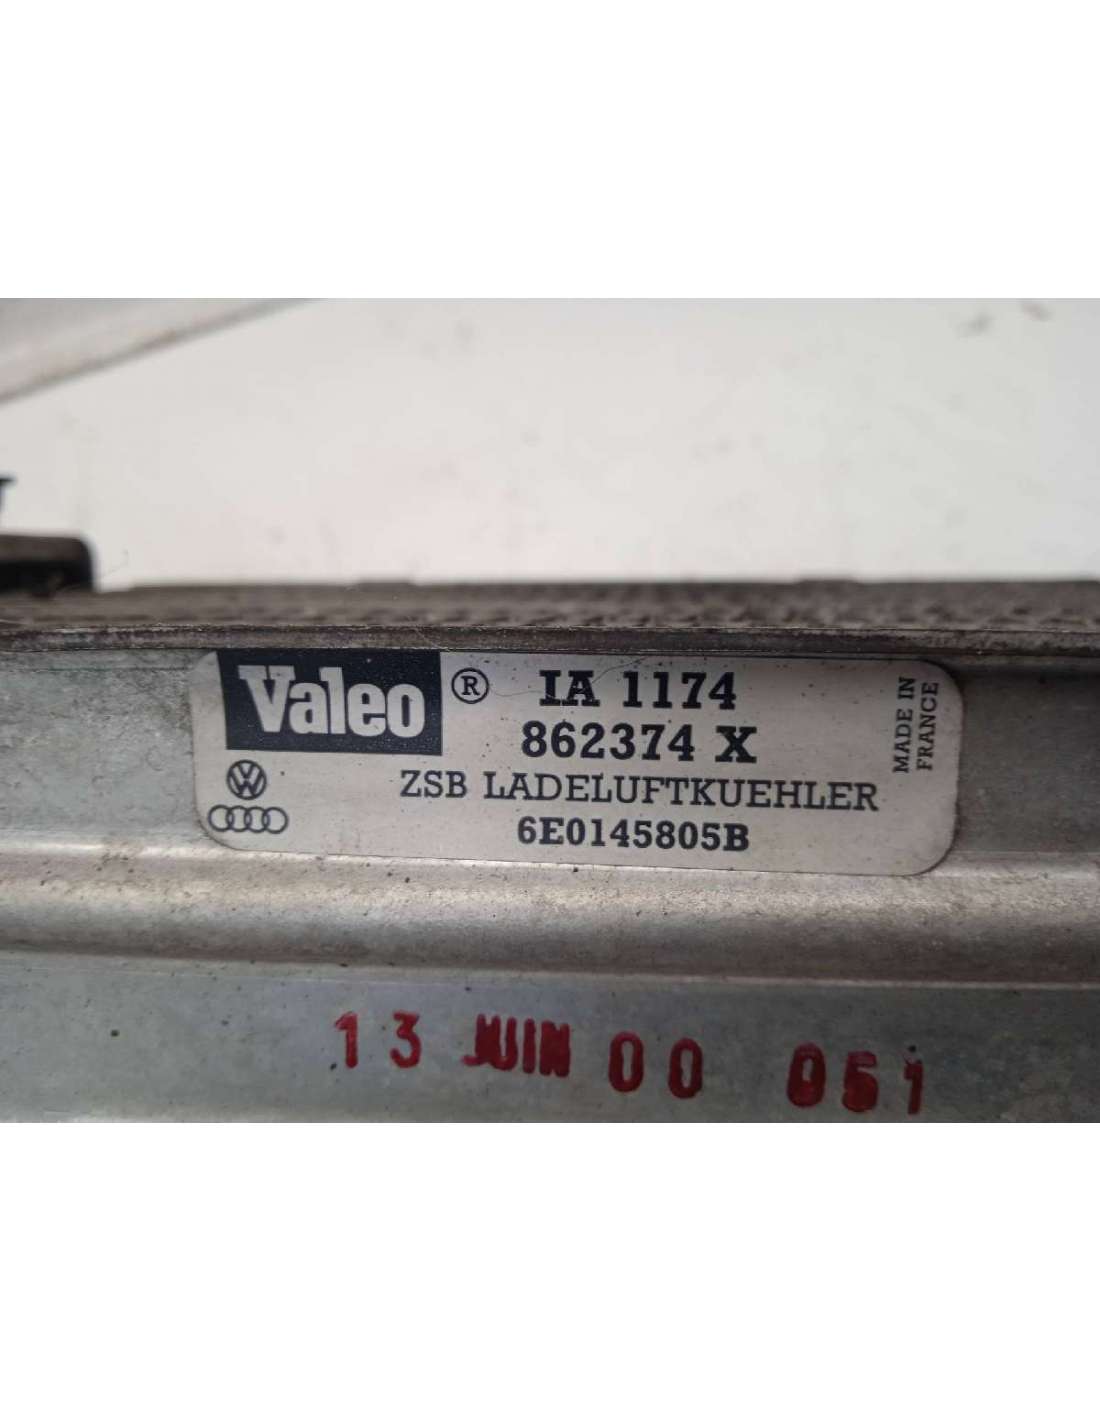 Valeo ® IA 1174
862374 X
ZSB LADELUFTKUEHLER
6E0145805B
MADE IN
FRANCE
13 JUIN 00 051